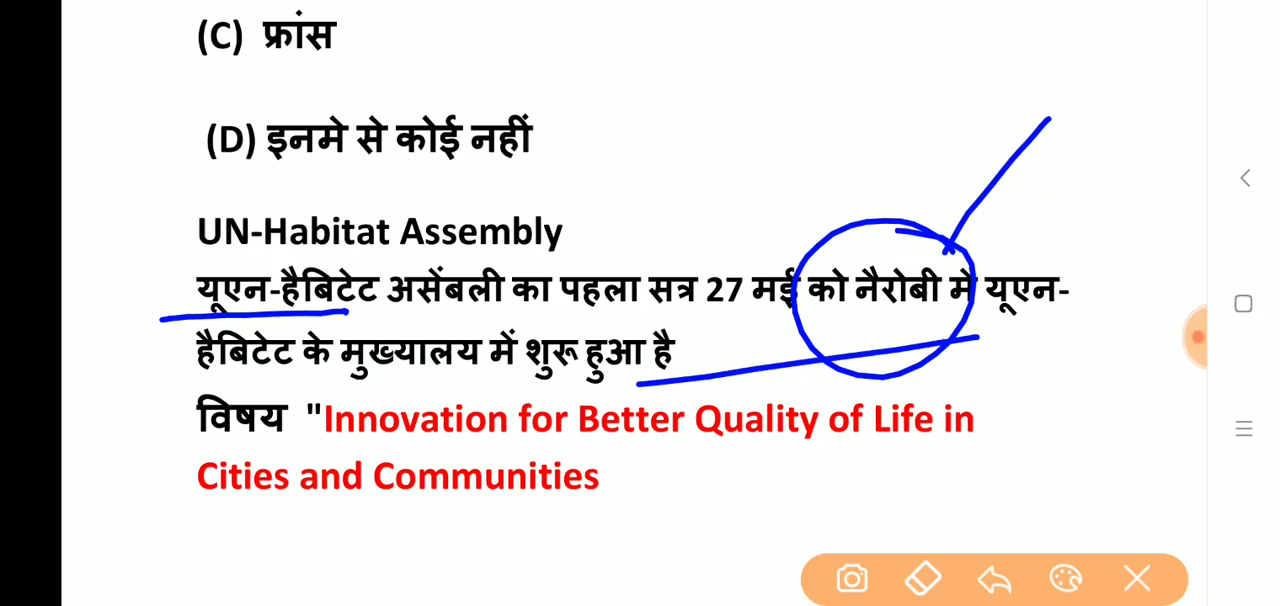 (C) फ्रांस
(D) इनमे से कोई नहीं
UN-Habitat Assembly
यूएन-हैबिटेट असेंबली का पहला सत्र 27 मई को नैरोबी में यूएन-
हैबिटेट के मुख्यालय में शुरू हुआ है
विषय "Innovation for Better Quality of Life in
Cities and Communities